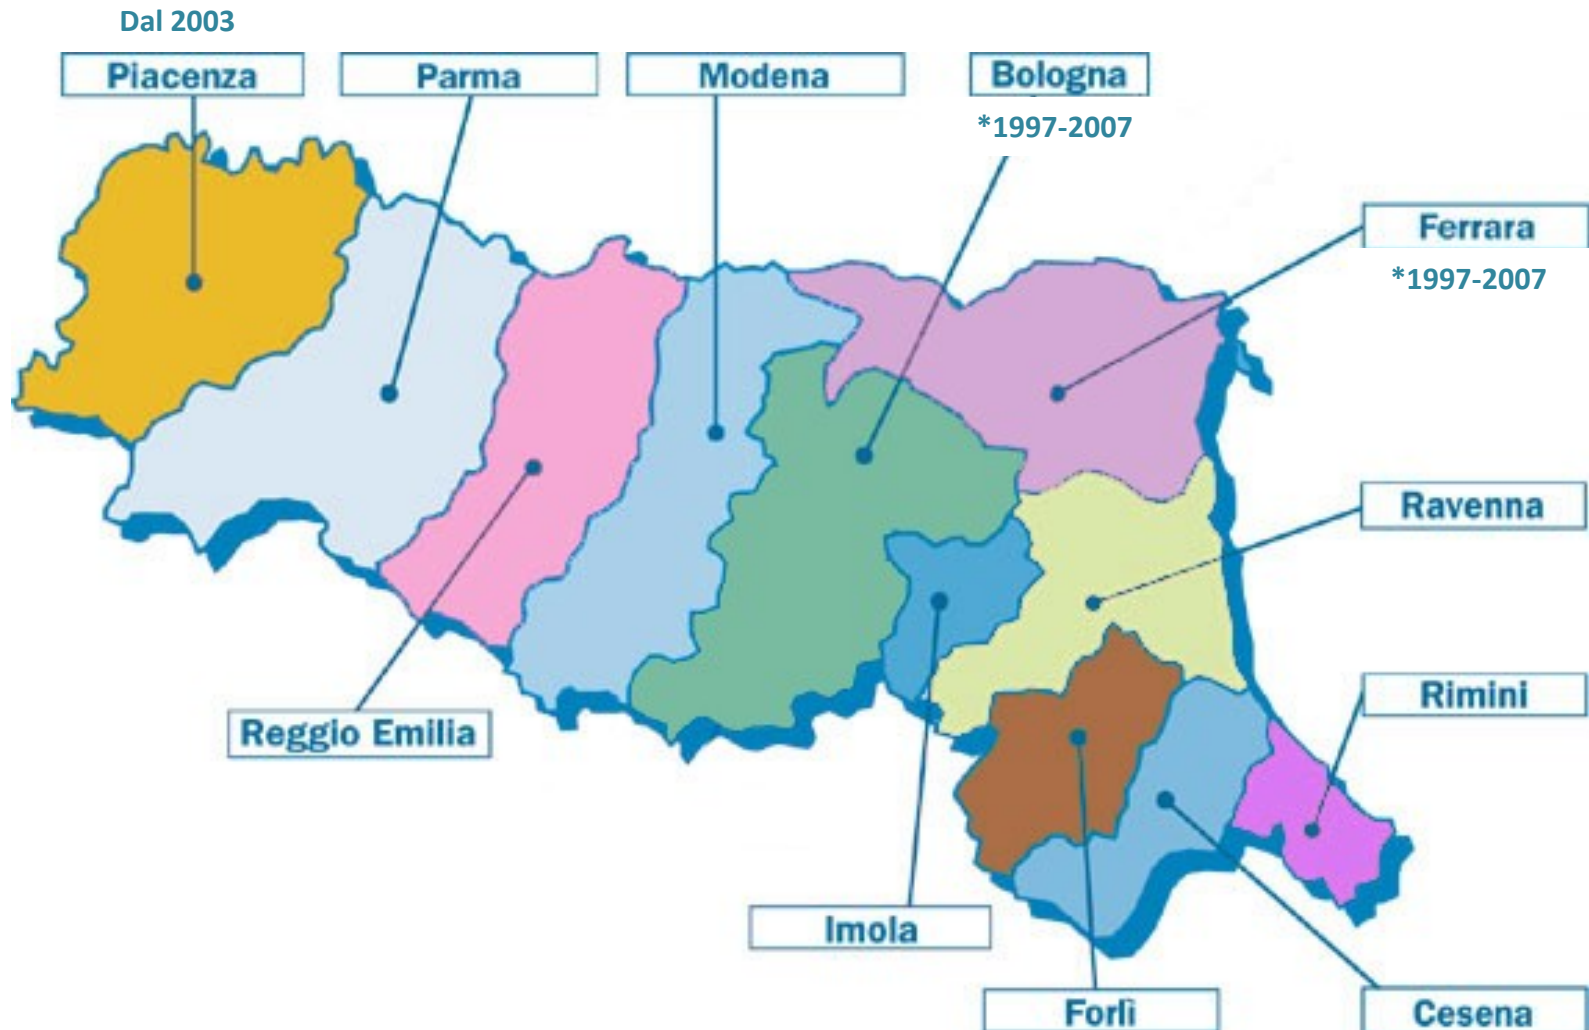 Dal 2003
Piacenza
Parma
Modena
Bologna
*1997-2007
Ferrara
*1997-2007
Ravenna
Rimini
Reggio Emilia
Imola
Forlì
Cesena